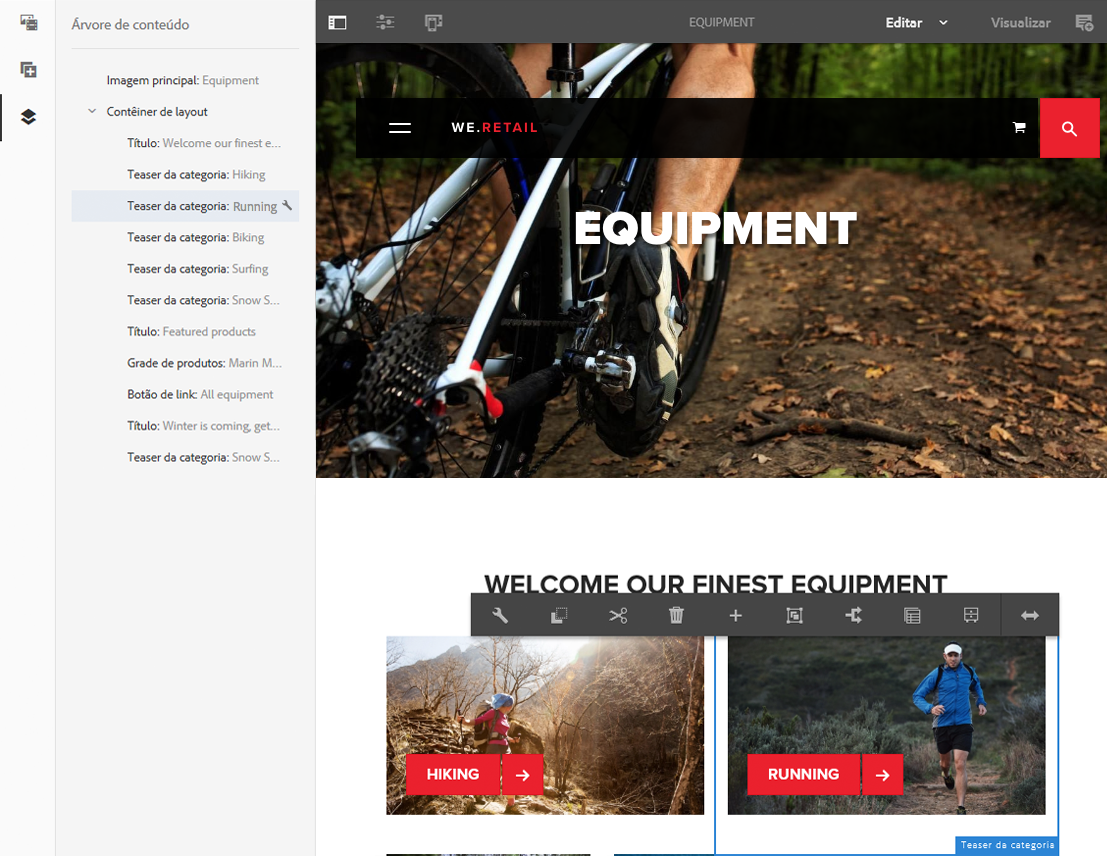 Árvore de conteúdo
Imagem principal: Equipment
Contêiner de layout
Título: Welcome our finest e...
Teaser da categoria: Hiking
Teaser da categoria: Running
Teaser da categoria: Biking
Teaser da categoria: Surfing
Teaser da categoria: Snow S...
Título: Featured products
Grade de produtos: Marin M...
Botão de link: All equipment
Título: Winter is coming, get...
Teaser da categoria: Snow S...
EQUIPMENT
Editar
Visualizar
WE.RETAIL
EQUIPMENT
WELCOME OUR FINEST EQUIPMENT
HIKING
RUNNING
Teaser da categoria